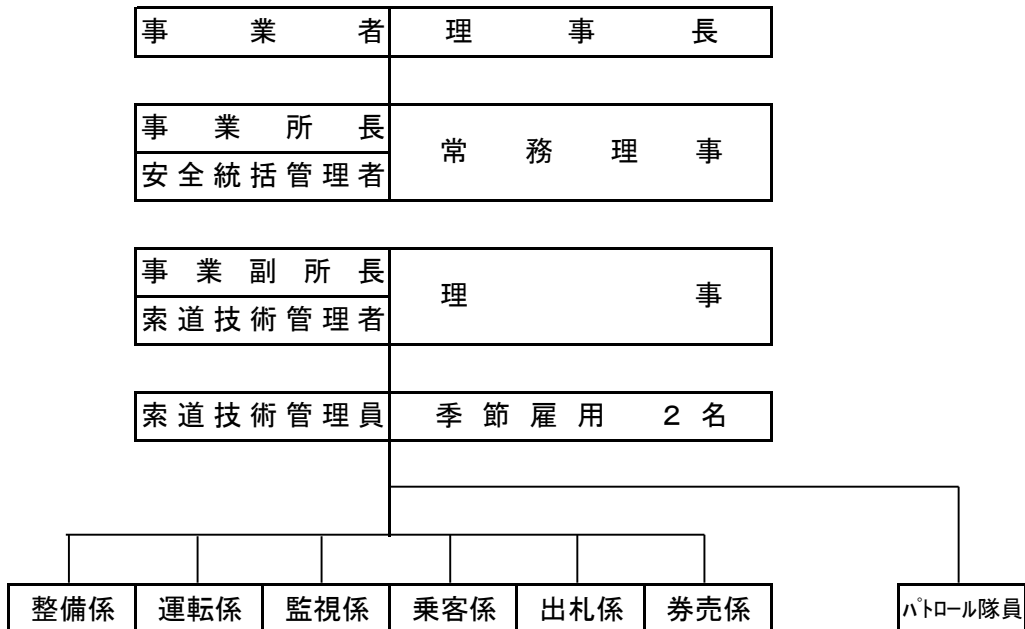 事業者 理事長
事業所長
常務理事
安全統括管理者
事業副所長
理事
索道技術管理者
索道技術管理員 季節雇用 2名
整備係 運転係 監視係 乗客係 出札係 券売係 ﾊﾟﾄﾛｰﾙ隊員